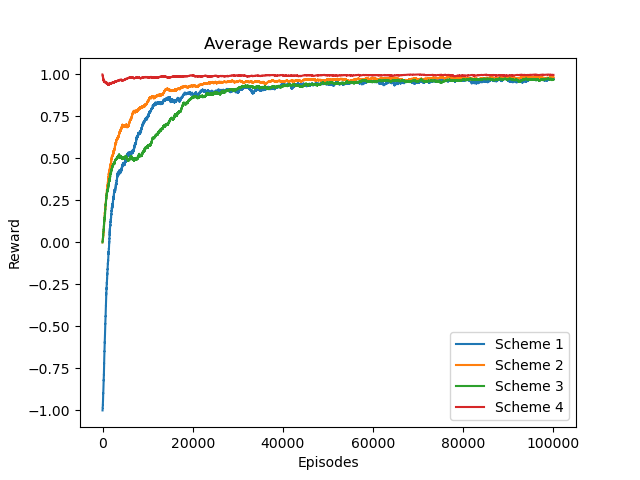 Average Rewards per Episode
Reward
1.00
0.75
0.50
0.25
0.00
−0.25
−0.50
−0.75
−1.00
Scheme 1
Scheme 2
Scheme 3
Scheme 4
0 20000 40000 60000 80000 100000
Episodes